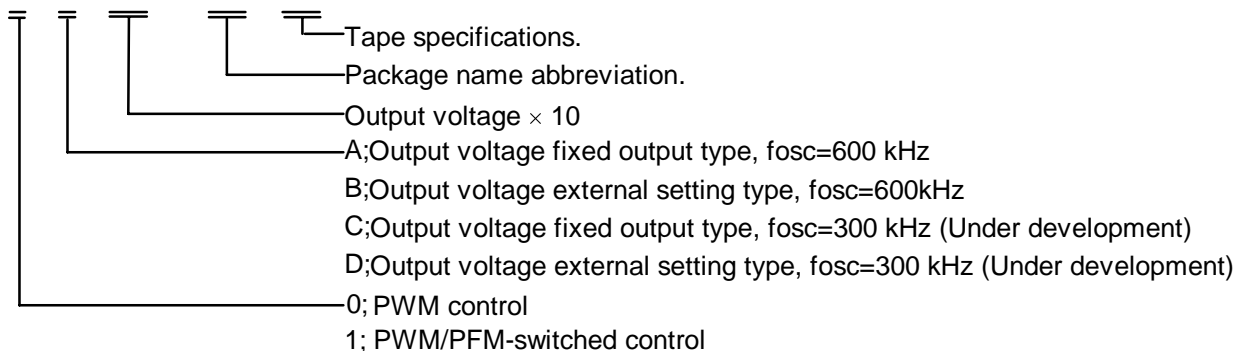 Tape specifications.
Package name abbreviation.
Output voltage × 10
A;Output voltage fixed output type, fosc=600 kHz
B;Output voltage external setting type, fosc=600kHz
C;Output voltage fixed output type, fosc=300 kHz (Under development)
D;Output voltage external setting type, fosc=300 kHz (Under development)
0; PWM control
1; PWM/PFM-switched control